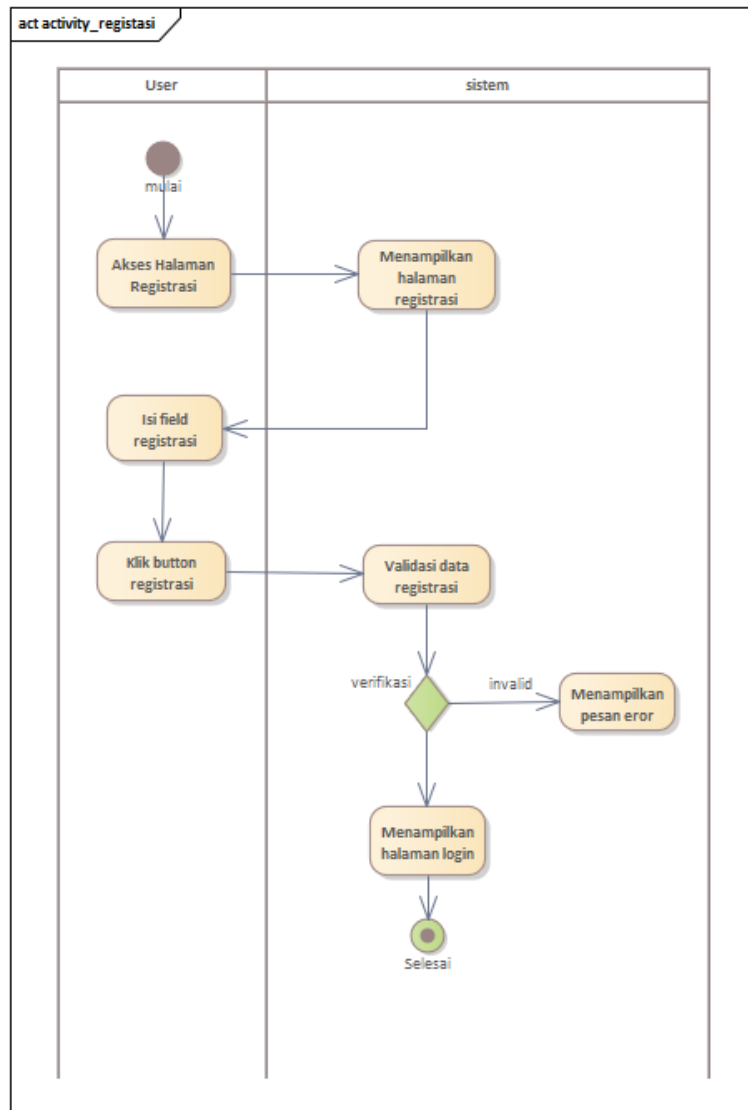 act activity_registasi
User
sistem
mulai
Akses Halaman
Registrasi
Menampilkan
halaman
registrasi
Isi field
registrasi
Klik button
registrasi
Validasi data
registrasi
verifikasi
invalid
Menampilkan
pesan eror
Menampilkan
halaman login
Selesai